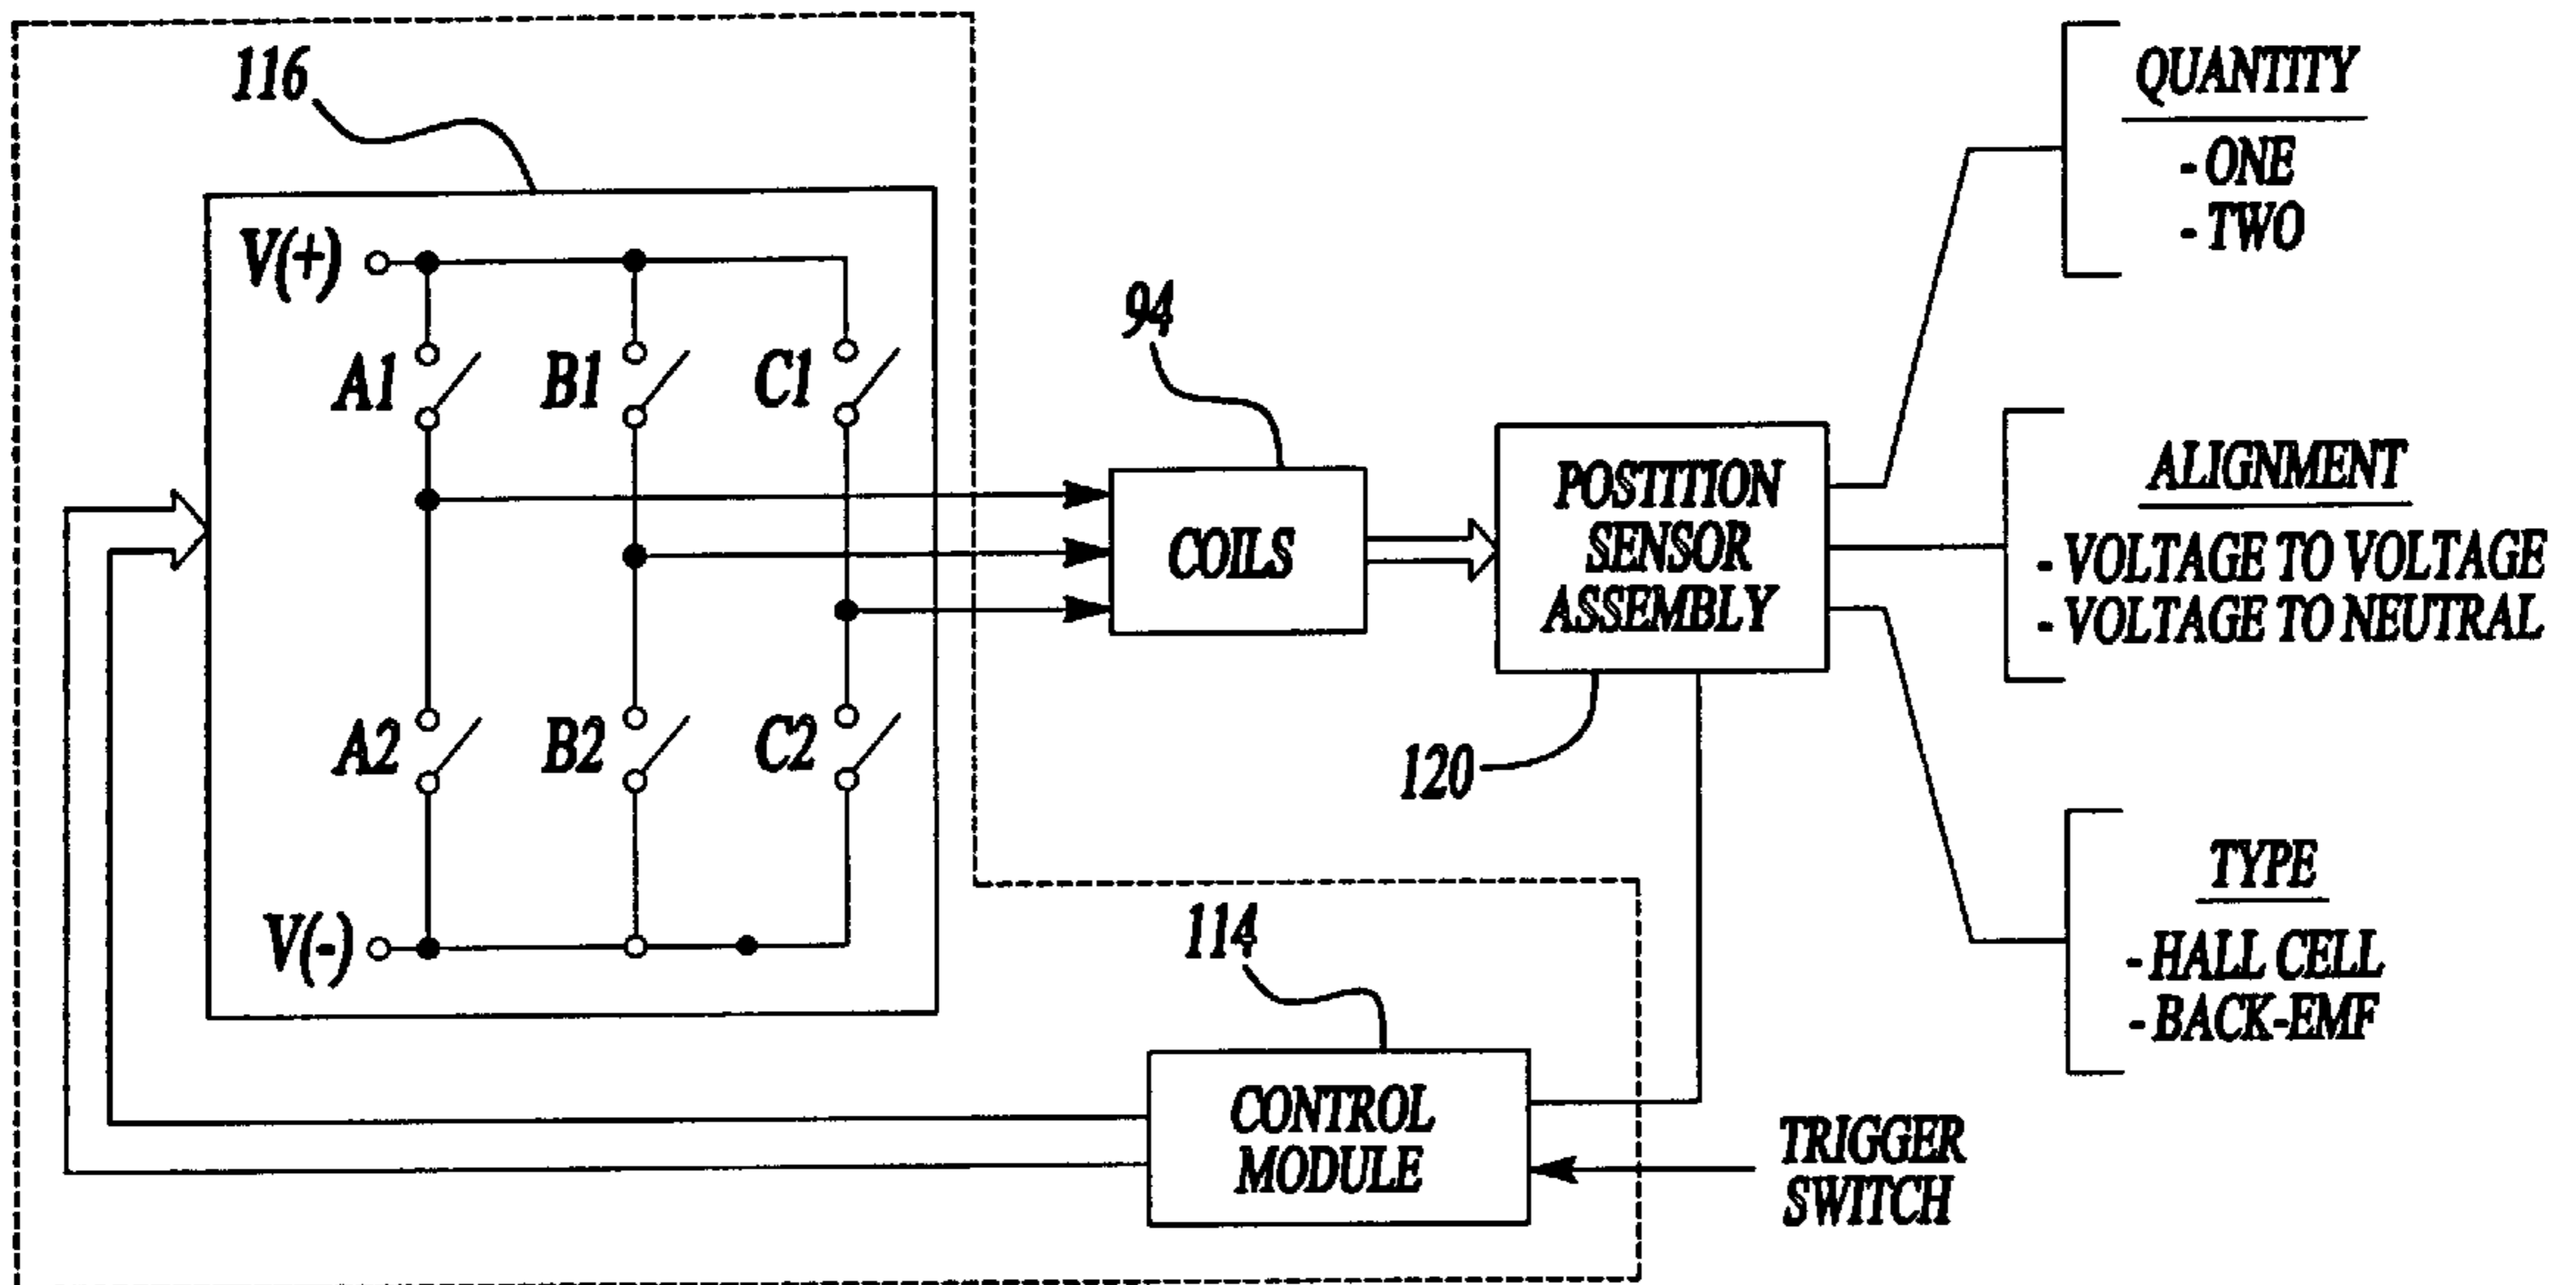 116
V(+)
A1
B1
C1
A2
B2
C2
V(-)
94
COILS
POSTITION
SENSOR
ASSEMBLY
120
QUANTITY
- ONE
- TWO
ALIGNMENT
- VOLTAGE TO VOLTAGE
- VOLTAGE TO NEUTRAL
TYPE
- HALL CELL
- BACK-EMF
114
CONTROL
MODULE
TRIGGER
SWITCH